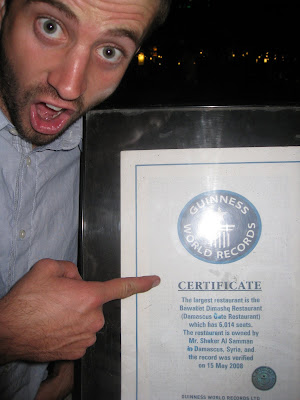 GUINNESS
WORLD RECORDS
CERTIFICATE
The largest restaurant is the
Bawabet Dimashq Restaurant
(Damascus Gate Restaurant)
which has 6,014 seats.
The restaurant is owned by
Mr. Shaker Al Samman
in Damascus, Syria, and
the record was verified
on 15 May 2008
GUINNESS WORLD RECORDS LTD